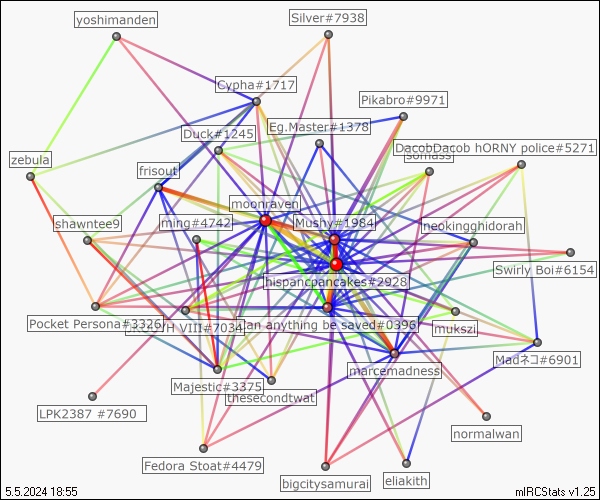 yoshimanden
Silver#7938
Cypha#1717
Pikabro#9971
Eg.Master#1378
Duck#1245
DacobDacob hORNY police#5271
zebula
frisout
moonraven
shawntee9
ming#4742
Mushy#1984
neokingghidorah
Swirly Boi#6154
hispancpancakes#2928
Pocket Persona#3326
VIII#7034
an anything be saved#0396
mukszi
Madネコ#6901
marcemadness
Majestic#3375
thesecondtwat
LPK2387 #7690
normalwan
Fedora Stoat#4479
bigcitysamurai
eliakith
5.5.2024 18:55
mIRCStats v1.25